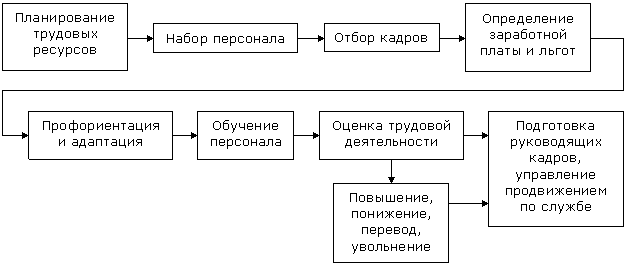 Планирование
трудовых
ресурсов
Набор персонала
Отбор кадров
Определение
заработной
платы и льгот
Профориентация
и адаптация
Обучение
персонала
Оценка трудовой
деятельности
Подготовка
руководящих
кадров,
управление
продвижением
по службе
Повышение,
понижение,
перевод,
увольнение